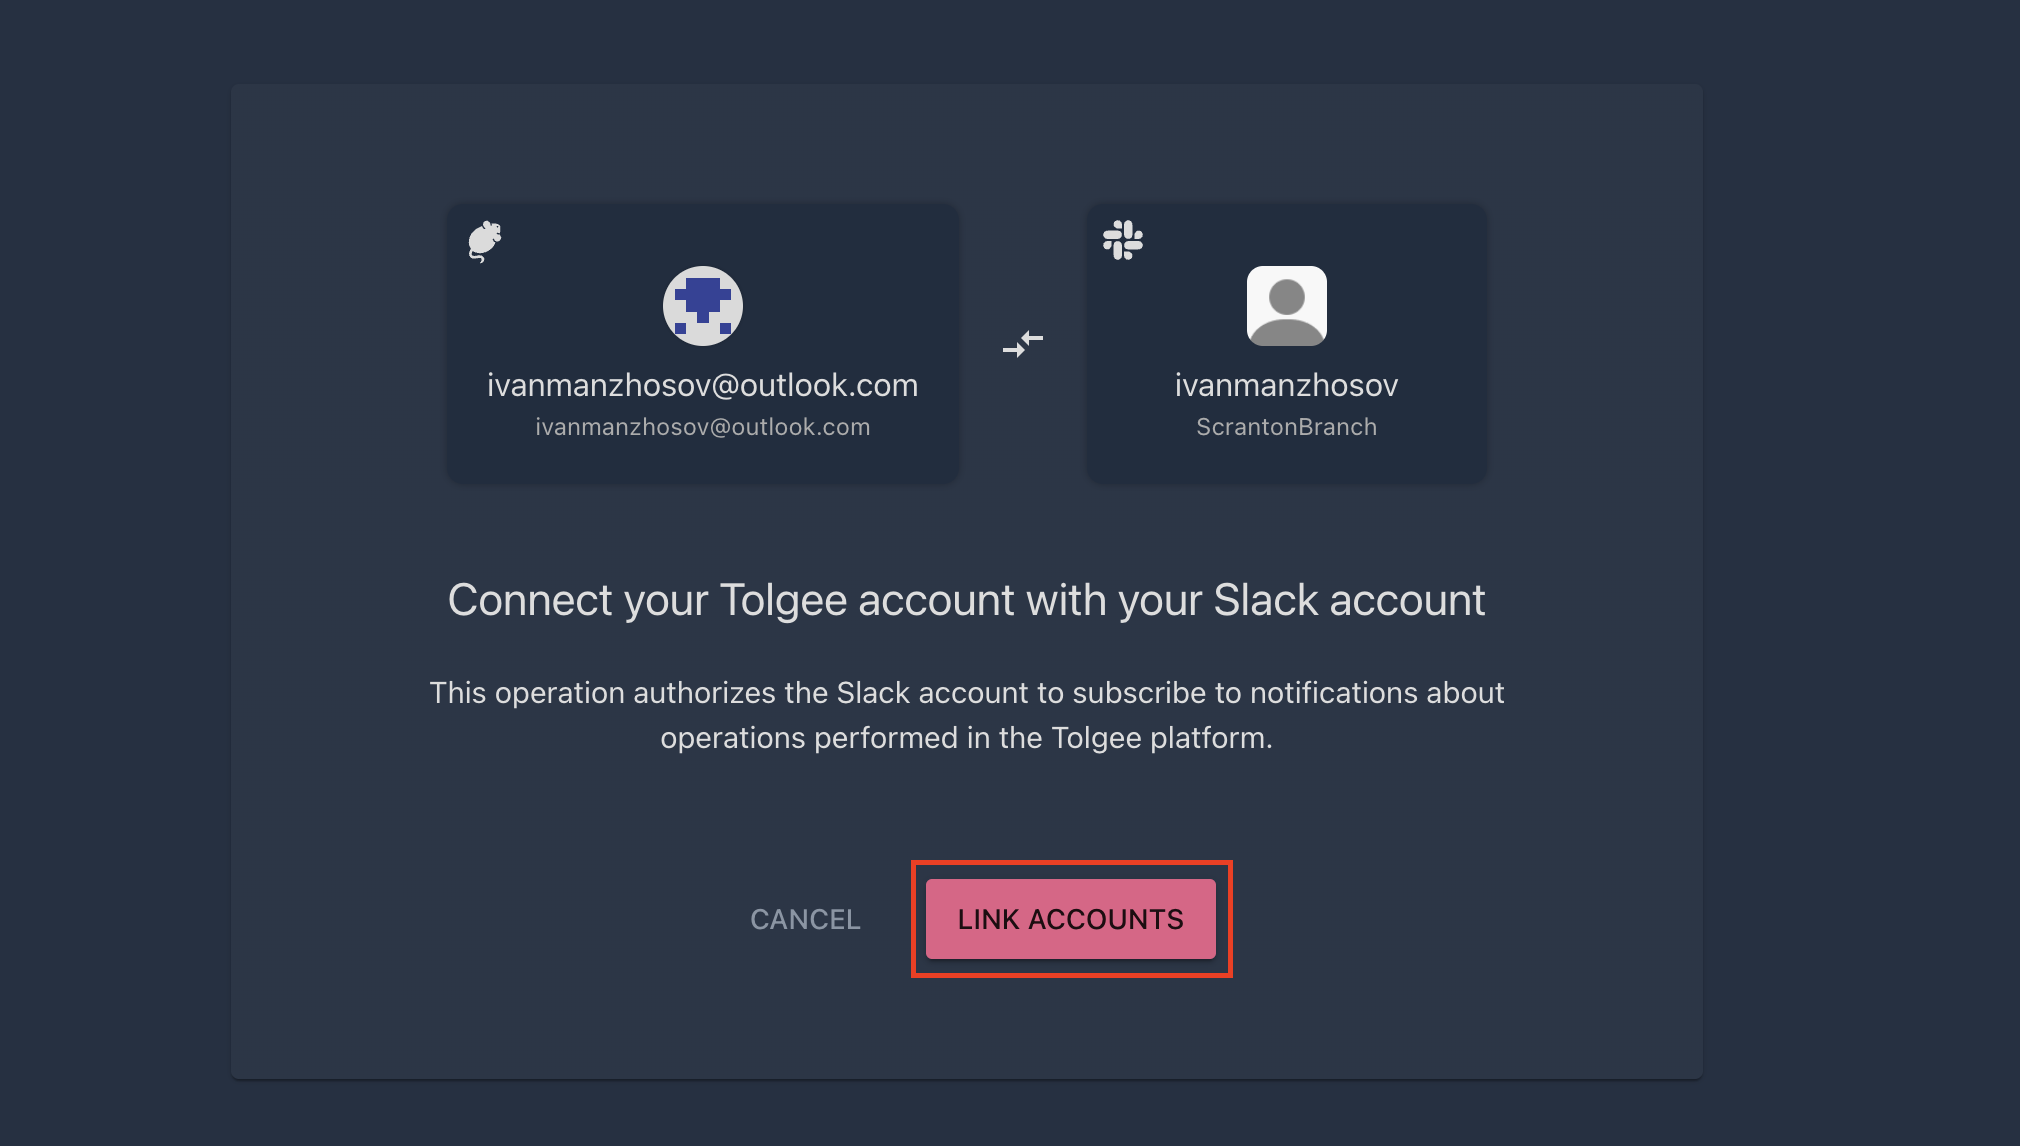 ivanmanzhosov@outlook.com
ivanmanzhosov@outlook.com
ivanmanzhosov
ScrantonBranch
Connect your Tolgee account with your Slack account
This operation authorizes the Slack account to subscribe to notifications about
operations performed in the Tolgee platform.
CANCEL
LINK ACCOUNTS